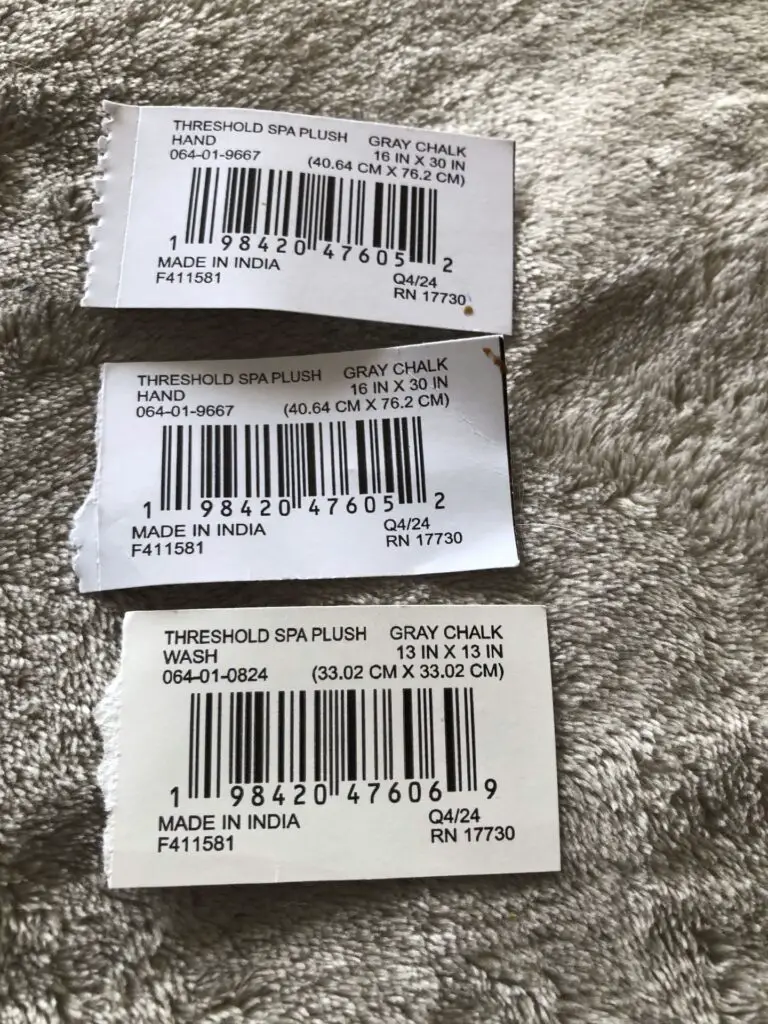 THRESHOLD SPA PLUSH GRAY CHALK
HAND 16 IN X 30 IN
064-01-9667 (40.64 CM X 76.2 CM)
1 98420 47605 2
MADE IN INDIA Q4/24
F411581 RN 17730
THRESHOLD SPA PLUSH GRAY CHALK
HAND 16 IN X 30 IN
064-01-9667 (40.64 CM X 76.2 CM)
1 98420 47605 2
MADE IN INDIA Q4/24
F411581 RN 17730
THRESHOLD SPA PLUSH GRAY CHALK
WASH 13 IN X 13 IN
064-01-0824 (33.02 CM X 33.02 CM)
1 98420 47606 9
MADE IN INDIA Q4/24
F411581 RN 17730